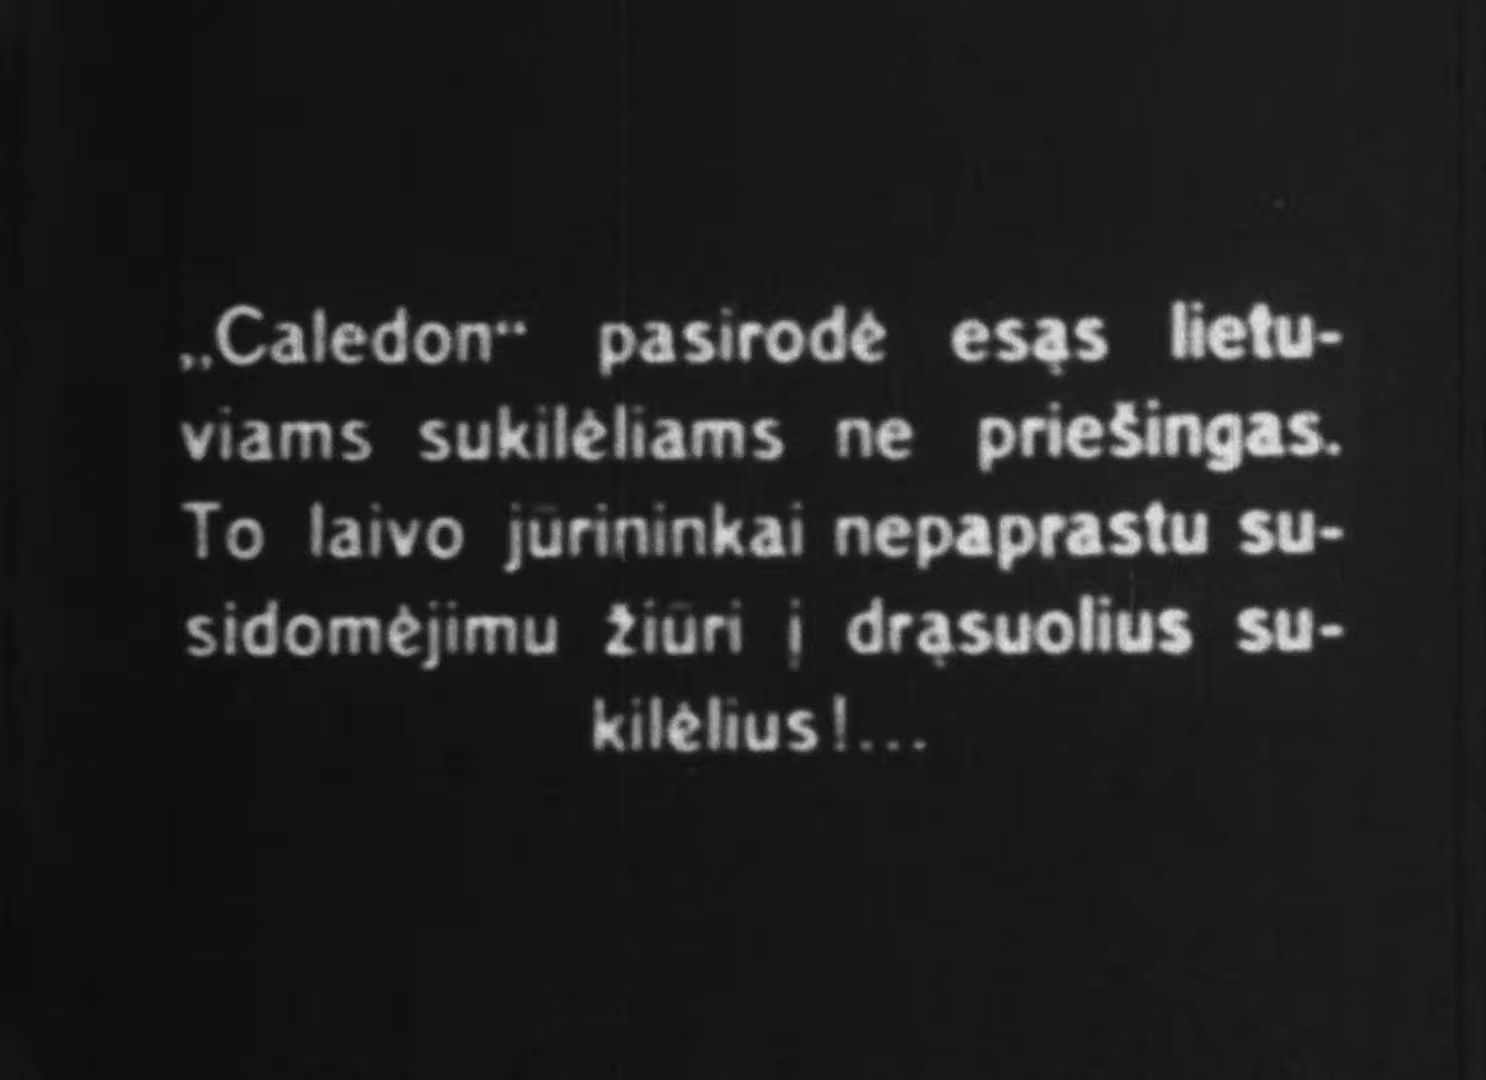 „Caledon“ pasirodė esąs lietu-
viams sukilėliams ne priešingas.
To laivo jūrininkai nepaprastu su-
sidomėjimu žiūri į drąsuolius su-
kilėlius!...